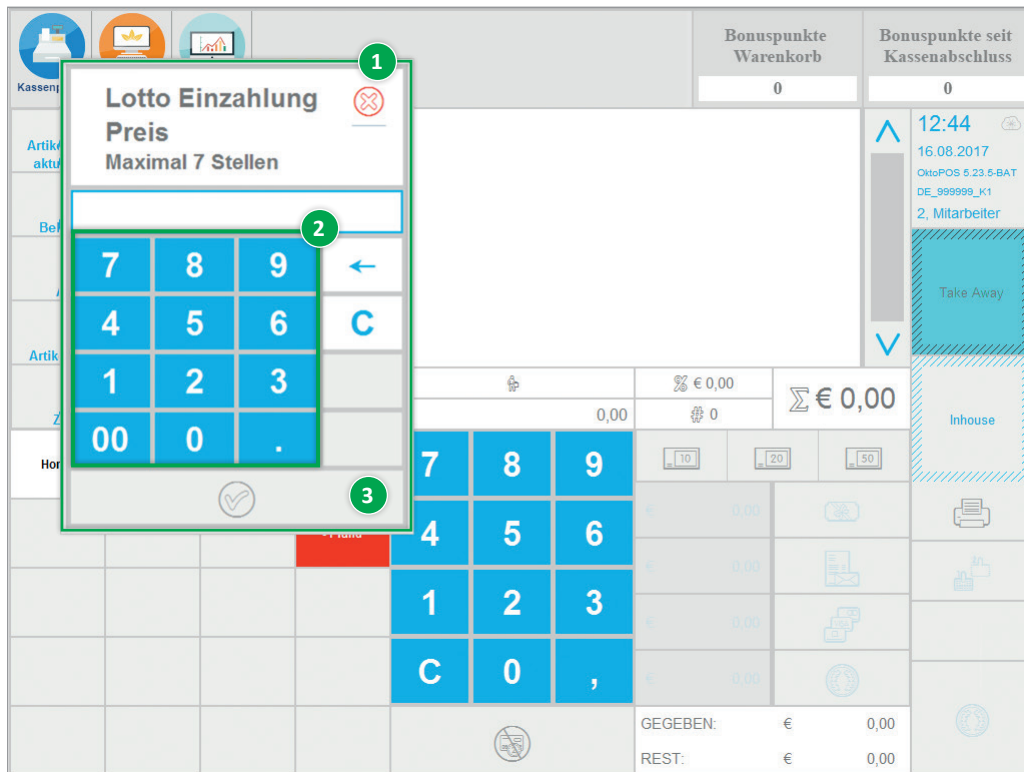 Bonuspunkte
Warenkorb
0
Bonuspunkte seit
Kassenabschluss
0
1
Lotto Einzahlung
Preis
Maximal 7 Stellen
2
7 8 9 ←
4 5 6 C
1 2 3
00 0 .
3
12:44
16.08.2017
OktoPOS 5.23.5-BAT
DE_999999_K1
2, Mitarbeiter
Take Away
Inhouse
% € 0,00
∑ € 0,00
0,00
# 0
10 20 50
7 8 9
4 5 6
1 2 3
C 0 ,
€ 0,00
€ 0,00
€ 0,00
€ 0,00
GEGEBEN: € 0,00
REST: € 0,00